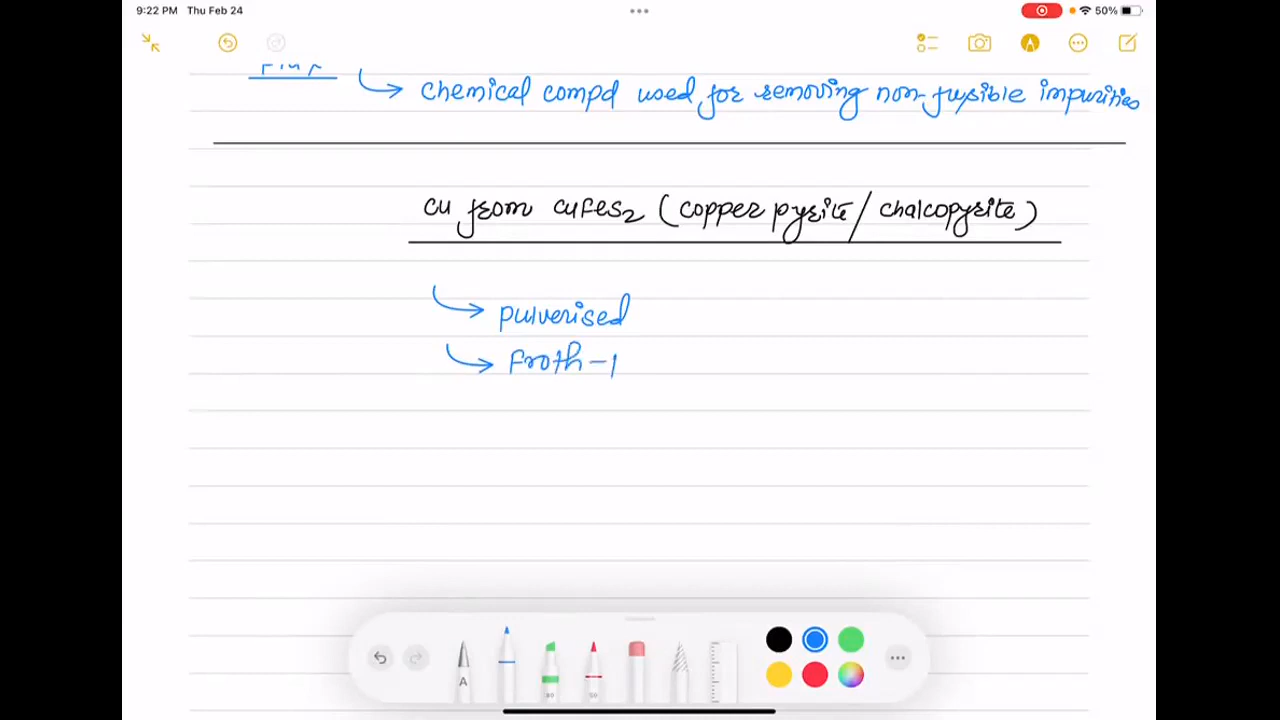 9:22 PM Thu Feb 24
50%
chemical compd used for removing non-fusible impurities
Cu from CuFeS2 (copper pyrite/chalcopyrite)
pulverised
Froth-
A